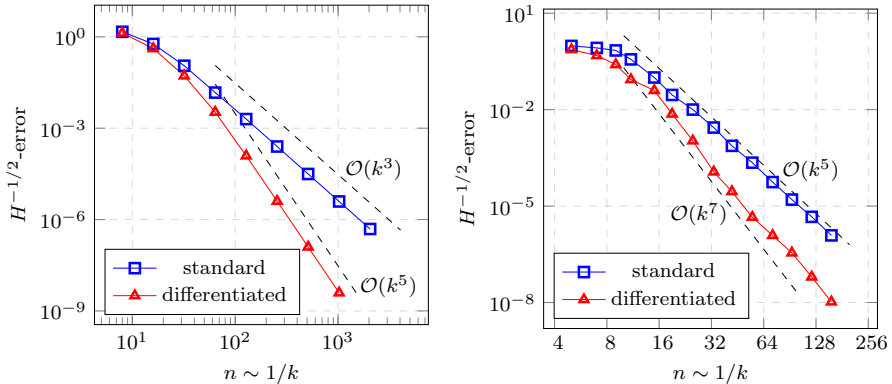 10^0
10^{-3}
10^{-6}
10^{-9}
H^{-1/2}-error
O(k^3)
O(k^5)
standard
differentiated
10^1
10^2
10^3
n ∼ 1/k
10^1
10^{-2}
10^{-5}
10^{-8}
H^{-1/2}-error
O(k^5)
O(k^7)
standard
differentiated
4 8 16 32 64 128 256
n ∼ 1/k